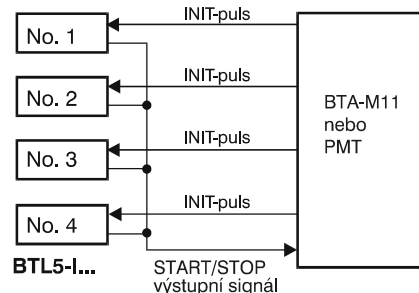 INIT-puls
No. 1
INIT-puls
No. 2
INIT-puls
No. 3
INIT-puls
No. 4
BTA-M11
nebo
PMT
BTL5-I...
START/STOP
výstupní signál